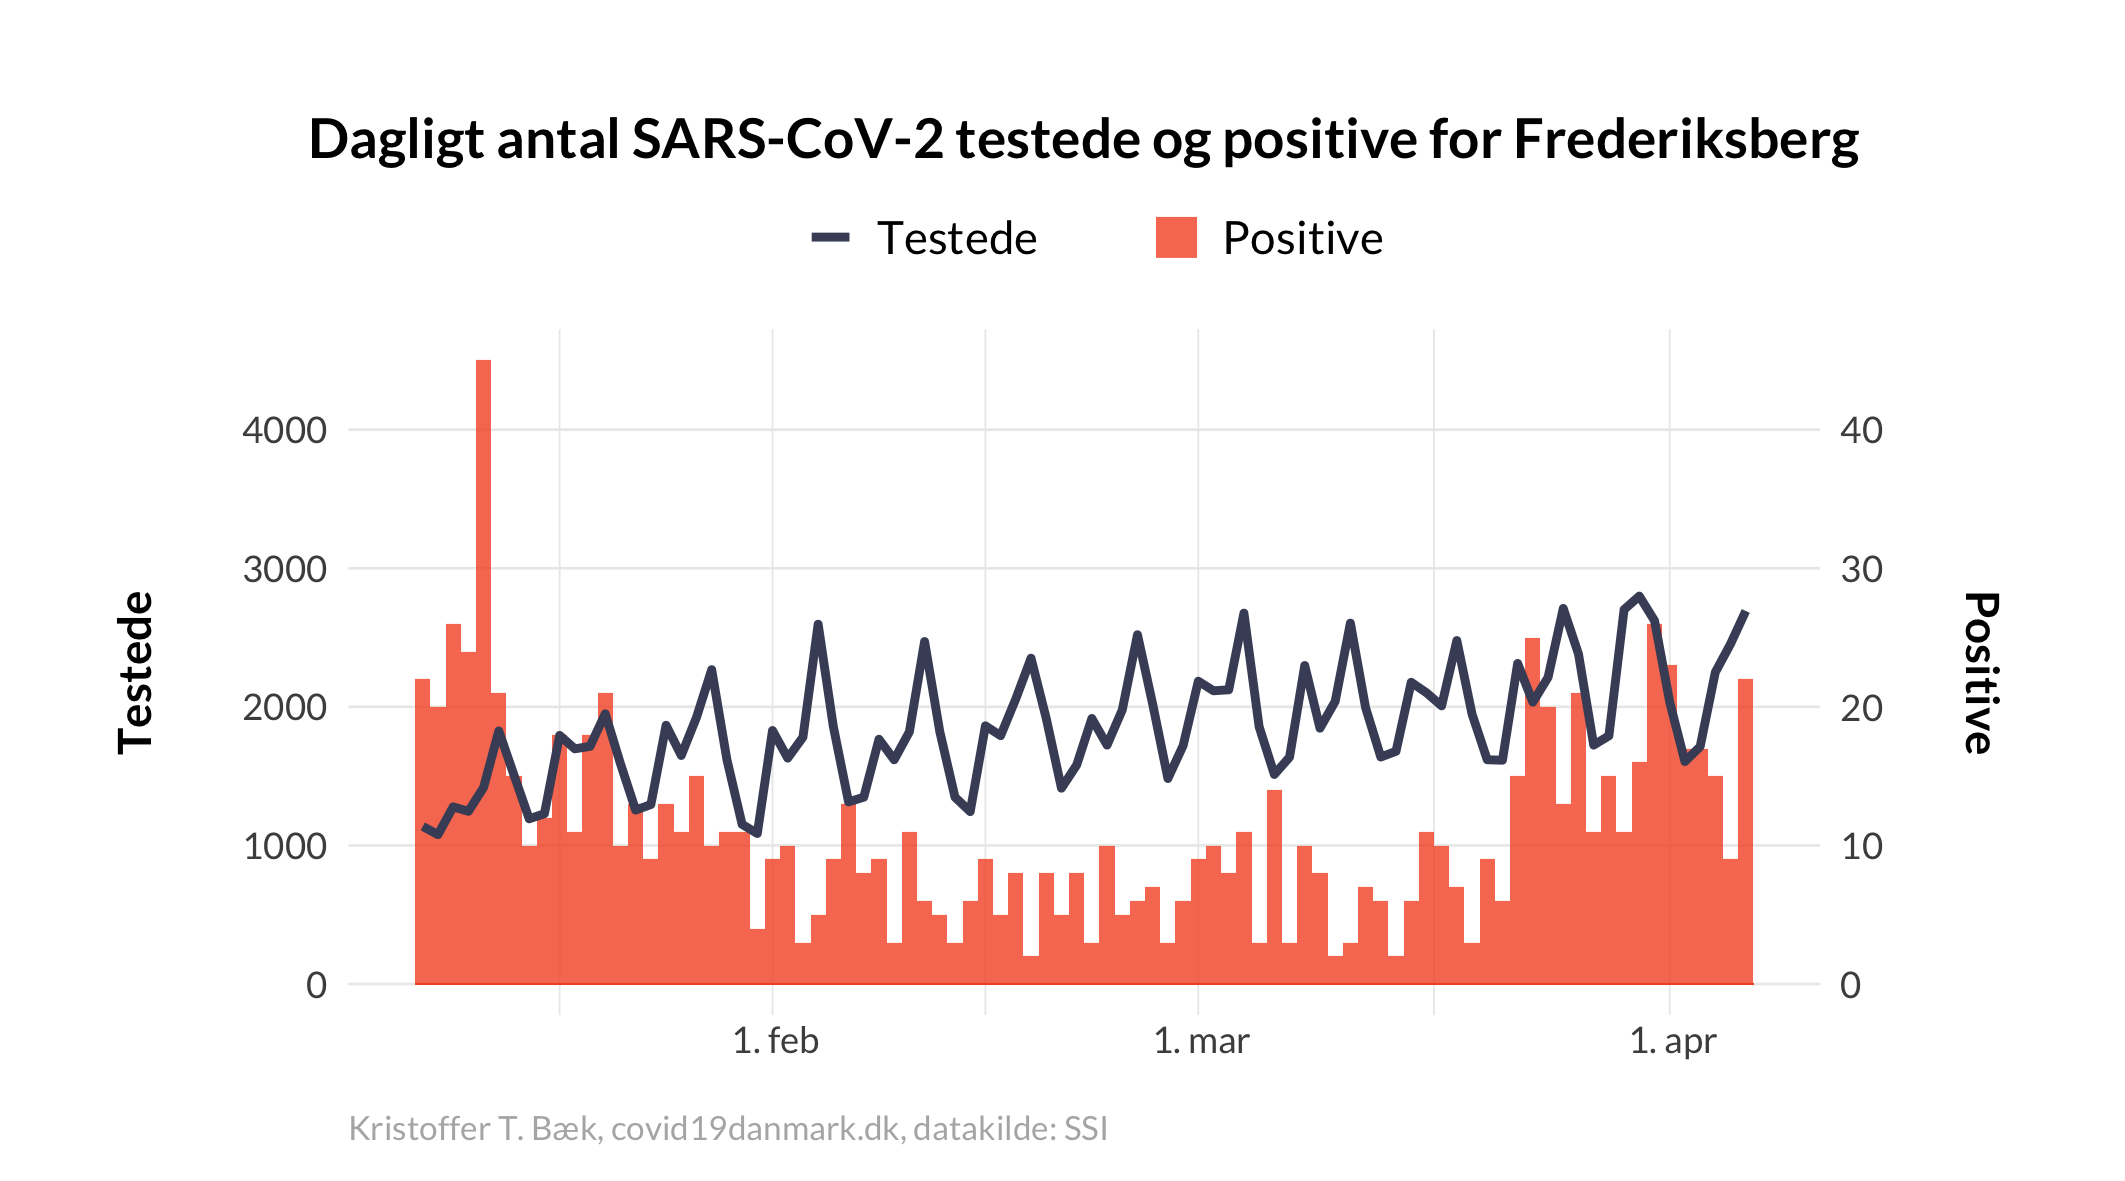 Dagligt antal SARS-CoV-2 testede og positive for Frederiksberg
Testede Positive
4000 40
3000 30
2000 20
1000 10
0 0
Testede
Positive
1. feb 1. mar 1. apr
Kristoffer T. Bæk, covid19danmark.dk, datakilde: SSI